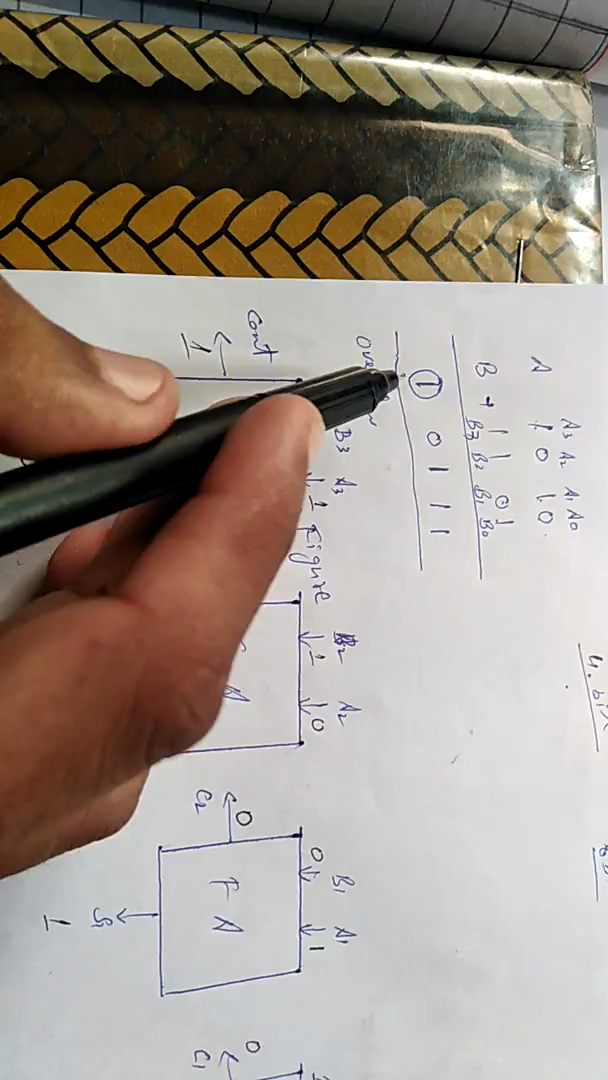 4. bit
A3 A2 A1 A0
A 1 0 1 0
B → 1 1 0 1
B3 B2 B1 B0
1 0 1 1 1
B3 A3 B2 A2 B1 A1
1 1 0 0 1
Figure
Cout 1
C2 0 F A C1 0
S1
1